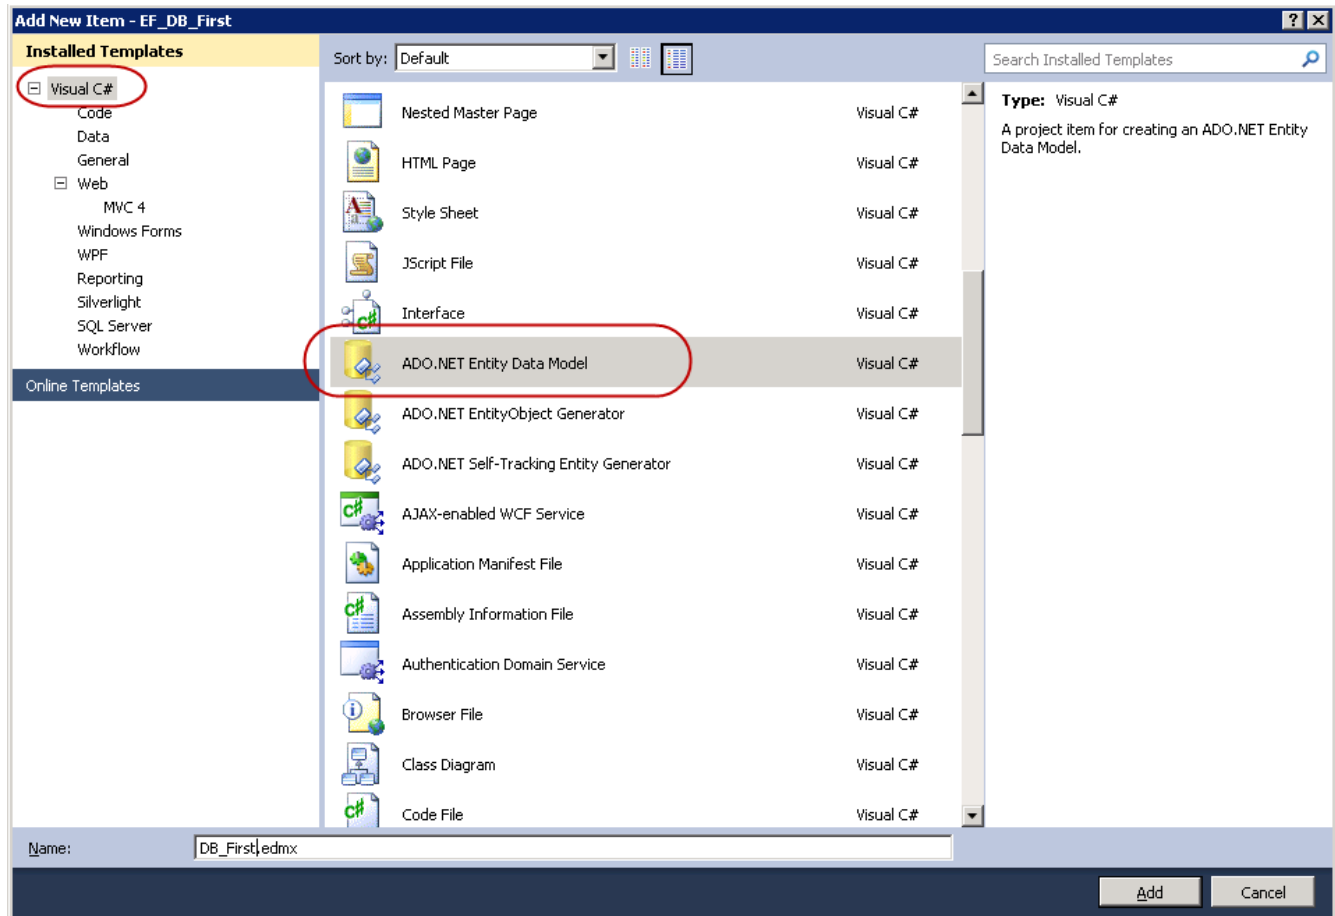 Add New Item - EF_DB_First
Installed Templates
Sort by: Default
Search Installed Templates
Visual C#
Code
Data
General
Web
MVC 4
Windows Forms
WPF
Reporting
Silverlight
SQL Server
Workflow
Online Templates
Nested Master Page Visual C#
HTML Page Visual C#
Style Sheet Visual C#
JScript File Visual C#
Interface Visual C#
ADO.NET Entity Data Model Visual C#
ADO.NET EntityObject Generator Visual C#
ADO.NET Self-Tracking Entity Generator Visual C#
AJAX-enabled WCF Service Visual C#
Application Manifest File Visual C#
Assembly Information File Visual C#
Authentication Domain Service Visual C#
Browser File Visual C#
Class Diagram Visual C#
Code File Visual C#
Type: Visual C#
A project item for creating an ADO.NET Entity
Data Model.
Name: DB_First.edmx
Add Cancel